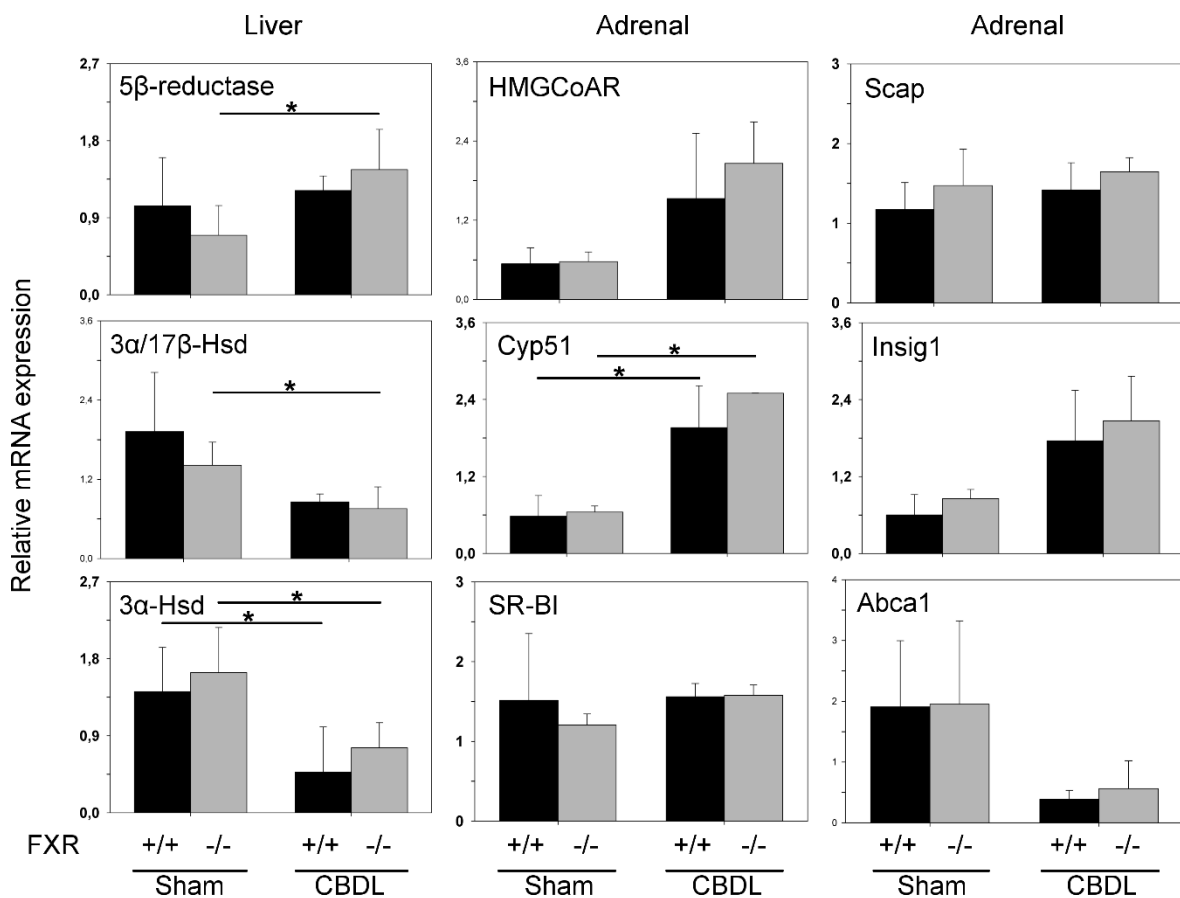 Liver
Adrenal
Adrenal
Relative mRNA expression
5β-reductase
2,7
1,8
0,9
0,0
*
HMGCoAR
3,6
2,4
1,2
0,0
Scap
3
2
1
0
3α/17β-Hsd
3,6
2,4
1,2
0,0
*
Cyp51
3,6
2,4
1,2
0,0
*
*
Insig1
3,6
2,4
1,2
0,0
3α-Hsd
2,7
1,8
0,9
0,0
*
*
SR-BI
3
2
1
0
Abca1
4
3
2
1
0
FXR +/+ -/- +/+ -/- +/+ -/- +/+ -/- +/+ -/- +/+ -/-
Sham CBDL Sham CBDL Sham CBDL